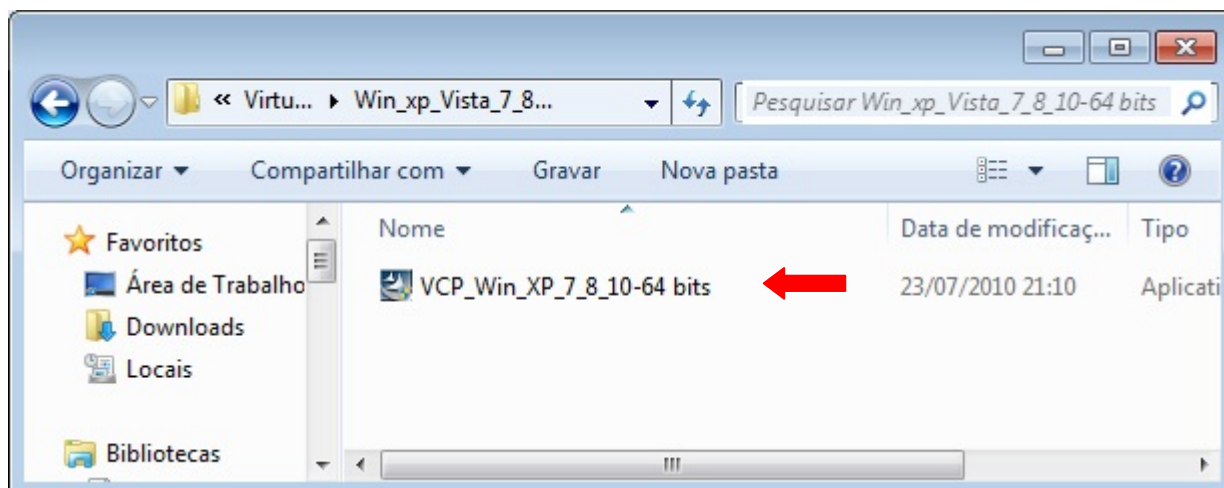 « Virtu... Win_xp_Vista_7_8... Pesquisar Win_xp_Vista_7_8_10-64 bits
Organizar Compartilhar com Gravar Nova pasta
Favoritos
Área de Trabalho
Downloads
Locais
Bibliotecas
Nome Data de modificaç... Tipo
VCP_Win_XP_7_8_10-64 bits 23/07/2010 21:10 Aplicati